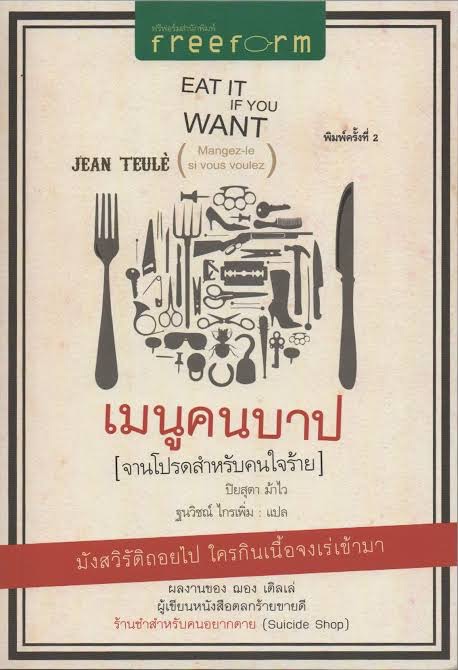 ฟรีฟอร์มสำนักพิมพ์
freeform
EAT IT
IF YOU
WANT
พิมพ์ครั้งที่ 2
JEAN TEULÈ
(Mangez-le
si vous voulez)
เมนูคนบาป
[จานโปรดสำหรับคนใจร้าย]
ปิยสุตา ม้าไว
ฐนวิชณ์ ไกรเพิ่ม : แปล
มังสวิรัติถอยไป ใครกินเนื้อจงเร่เข้ามา
ผลงานของ ฌอง เติลเล่
ผู้เขียนหนังสือตลกร้ายขายดี
ร้านชำสำหรับคนอยากตาย (Suicide Shop)